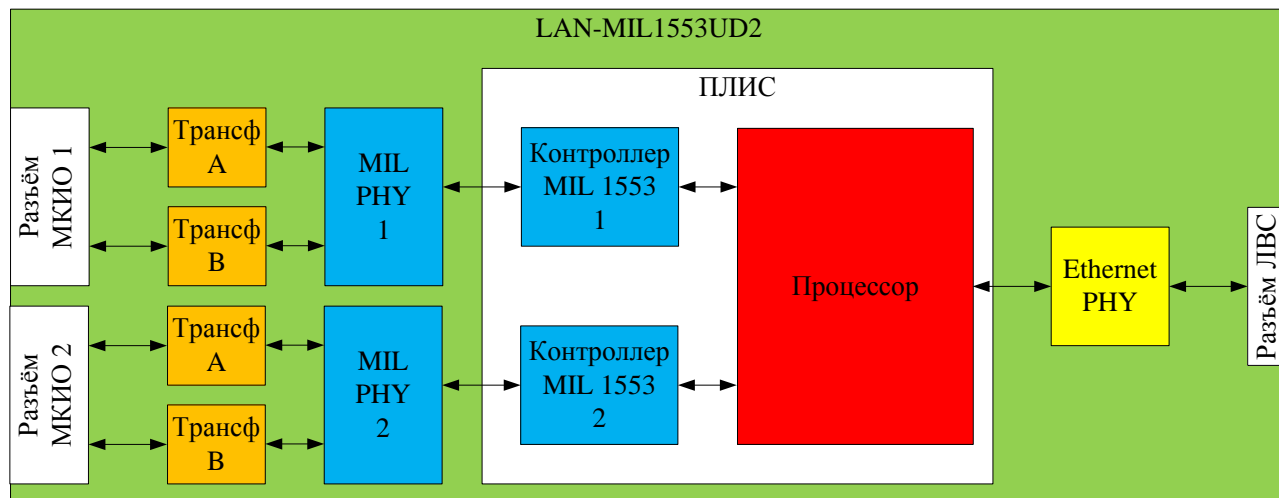 LAN-MIL1553UD2
ПЛИС
Разъём
МКИО 1
Трансф
А
Трансф
В
MIL
PHY
1
Контроллер
MIL 1553
1
Процессор
Ethernet
PHY
Разъём ЛВС
Разъём
МКИО 2
Трансф
А
Трансф
В
MIL
PHY
2
Контроллер
MIL 1553
2